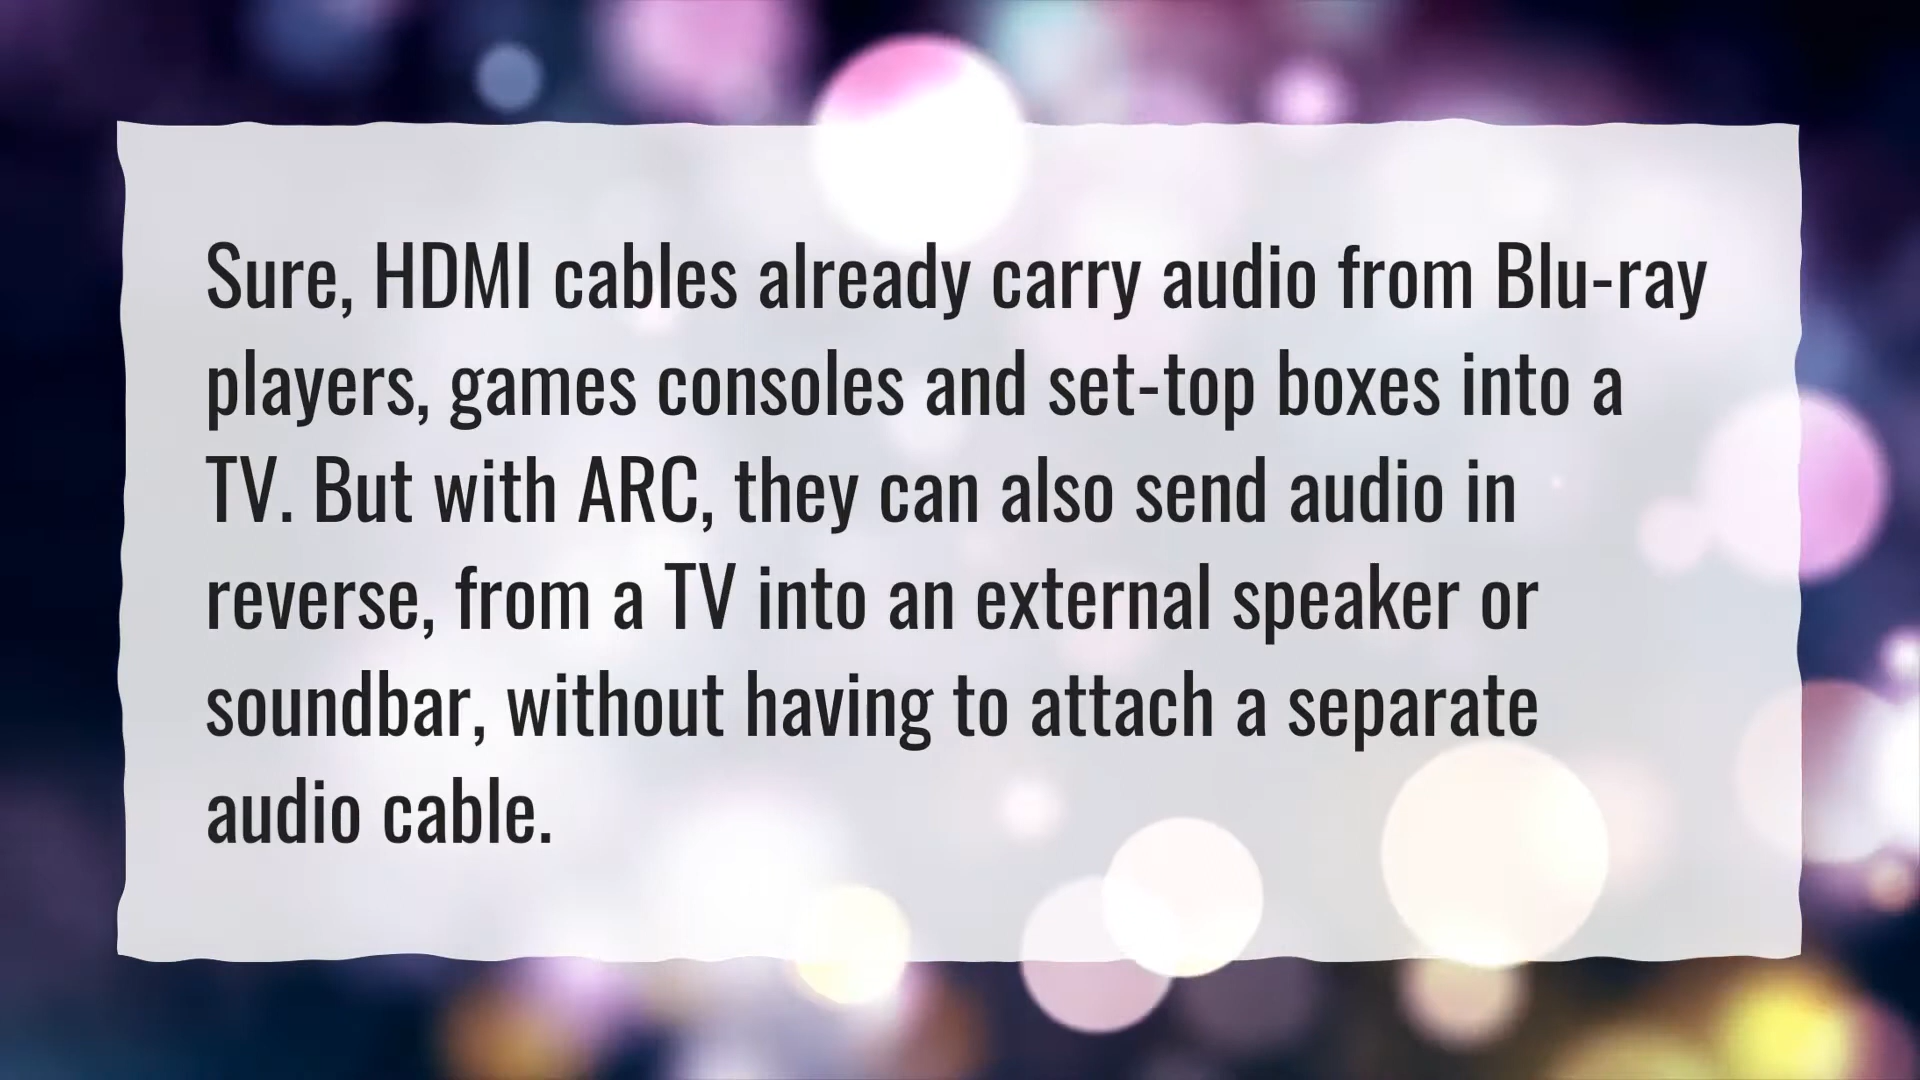 Sure, HDMI cables already carry audio from Blu-ray
players, games consoles and set-top boxes into a
TV. But with ARC, they can also send audio in
reverse, from a TV into an external speaker or
soundbar, without having to attach a separate
audio cable.